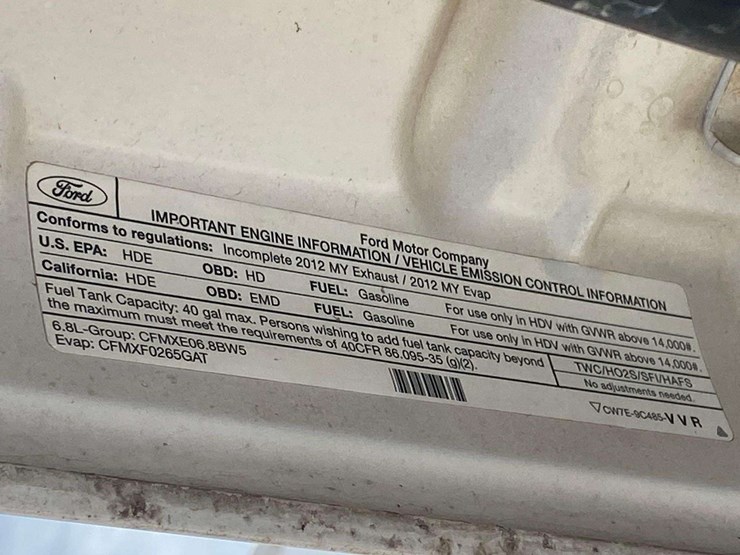 Ford
Ford Motor Company
IMPORTANT ENGINE INFORMATION / VEHICLE EMISSION CONTROL INFORMATION
Conforms to regulations: Incomplete 2012 MY Exhaust / 2012 MY Evap
U.S. EPA: HDE OBD: HD FUEL: Gasoline For use only in HDV with GVWR above 14,000#.
California: HDE OBD: EMD FUEL: Gasoline For use only in HDV with GVWR above 14,000#.
Fuel Tank Capacity: 40 gal max. Persons wishing to add fuel tank capacity beyond
the maximum must meet the requirements of 40CFR 86.095-35 (g)(2).
TWC/HO2S/SFI/HAFS
No adjustments needed.
6.8L-Group: CFMXE06.8BW5
Evap: CFMXF0265GAT
CW7E-9C485-VVR